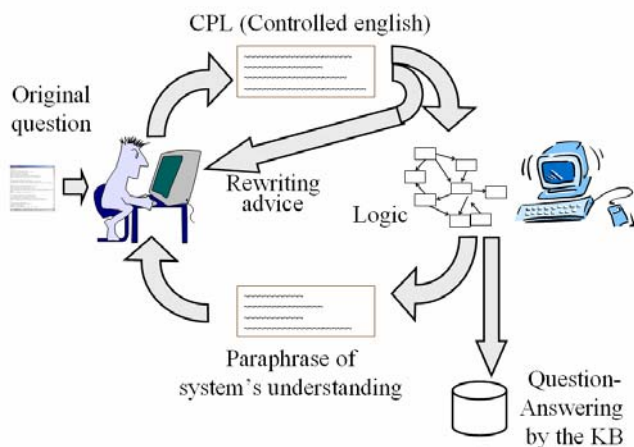 CPL (Controlled english)
Original
question
Rewriting
advice
Logic
Paraphrase of
system's understanding
Question-
Answering
by the KB